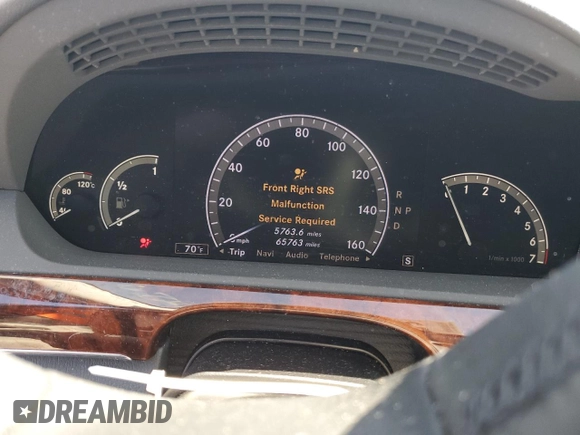 80
100
60
120
40
140
20
160
mph
Front Right SRS
Malfunction
Service Required
5763.6 miles
65763 miles
Trip Navi Audio Telephone
120°C
80
1
½
R
N P
D
S
70°F
1
2
3
4
5
6
7
1/min x 1000
DREAMBID